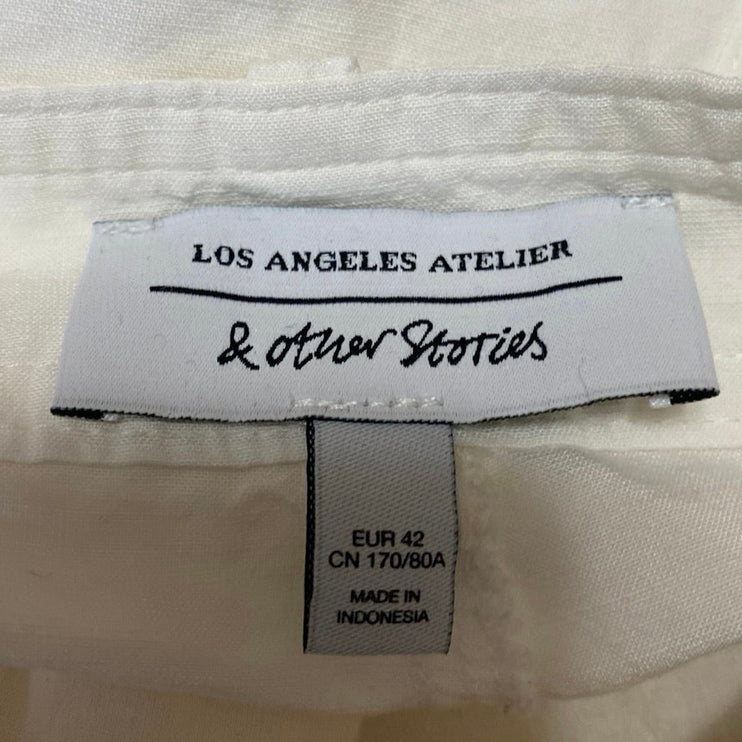 LOS ANGELES ATELIER
& other Stories
EUR 42
CN 170/80A
MADE IN
INDONESIA